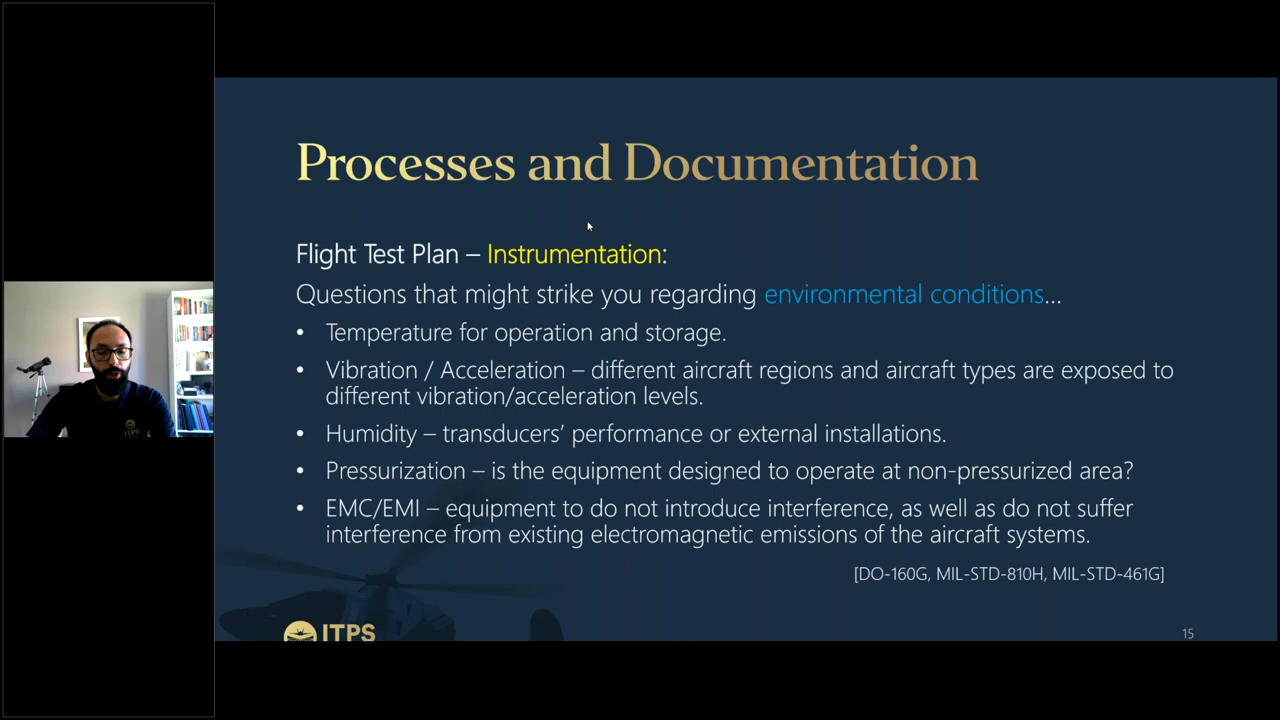 Processes and Documentation
Flight Test Plan – Instrumentation:
Questions that might strike you regarding environmental conditions...
• Temperature for operation and storage.
• Vibration / Acceleration – different aircraft regions and aircraft types are exposed to
different vibration/acceleration levels.
• Humidity – transducers’ performance or external installations.
• Pressurization – is the equipment designed to operate at non-pressurized area?
• EMC/EMI – equipment to do not introduce interference, as well as do not suffer
interference from existing electromagnetic emissions of the aircraft systems.
[DO-160G, MIL-STD-810H, MIL-STD-461G]
ITPS
15
ITPS